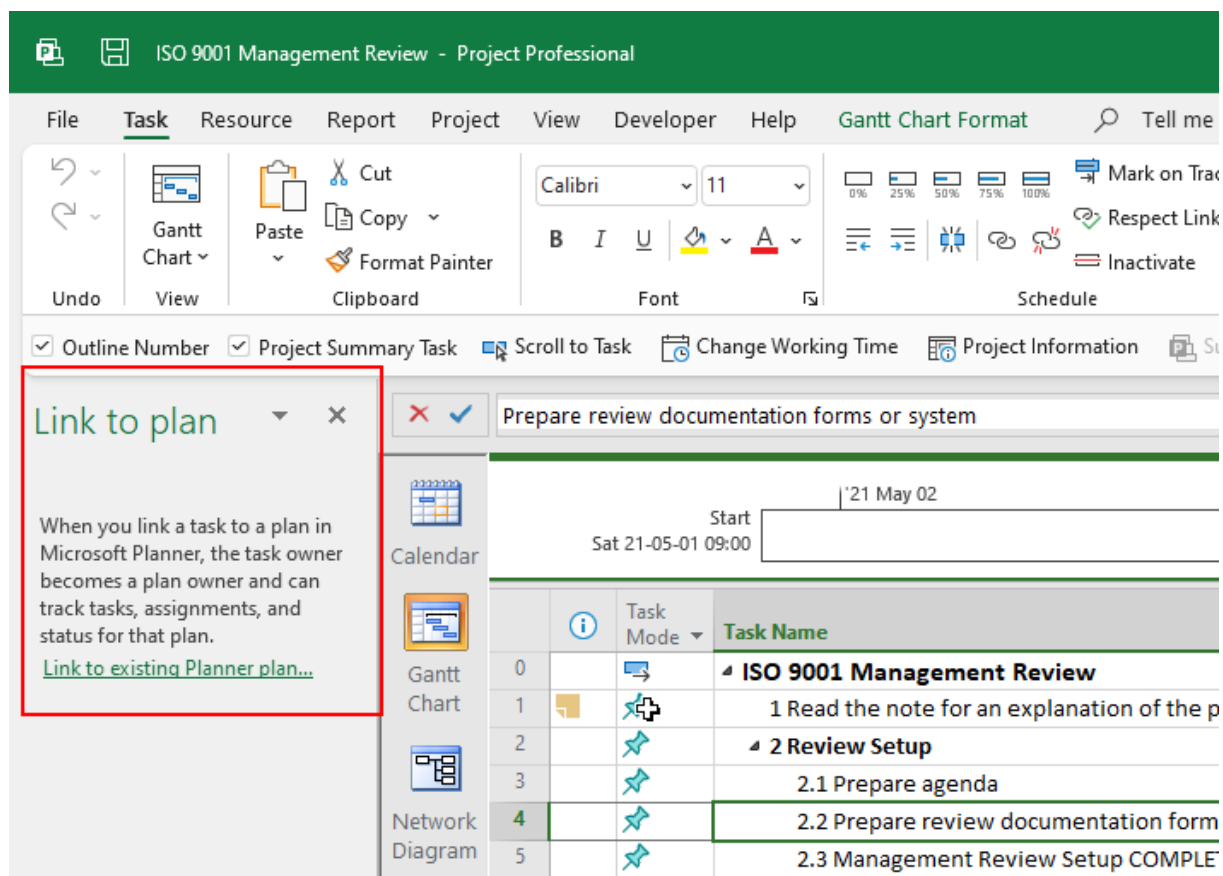 ISO 9001 Management Review - Project Professional
File Task Resource Report Project View Developer Help Gantt Chart Format Tell me
Gantt
Chart
Paste
Cut
Copy
Format Painter
Calibri 11
B I U A
0% 25% 50% 75% 100%
Mark on Trac
Respect Link
Inactivate
Undo View Clipboard Font Schedule
Outline Number Project Summary Task Scroll to Task Change Working Time Project Information Su
Link to plan
When you link a task to a plan in
Microsoft Planner, the task owner
becomes a plan owner and can
track tasks, assignments, and
status for that plan.
Link to existing Planner plan...
Prepare review documentation forms or system
Calendar
Gantt
Chart
Network
Diagram
'21 May 02
Start
Sat 21-05-01 09:00
Task
Mode
Task Name
0 ISO 9001 Management Review
1 1 Read the note for an explanation of the p
2 2 Review Setup
3 2.1 Prepare agenda
4 2.2 Prepare review documentation form
5 2.3 Management Review Setup COMPLET